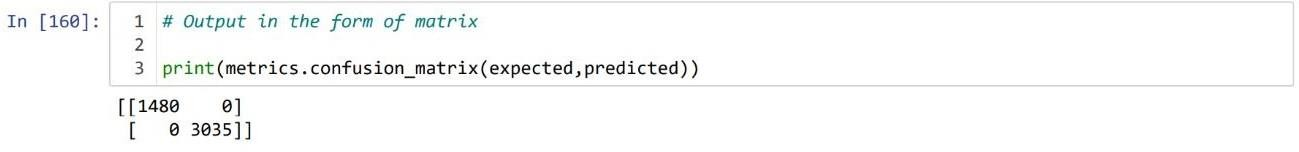 In [160]: 1 # Output in the form of matrix
2
3 print(metrics.confusion_matrix(expected,predicted))
[[1480    0]
 [   0 3035]]